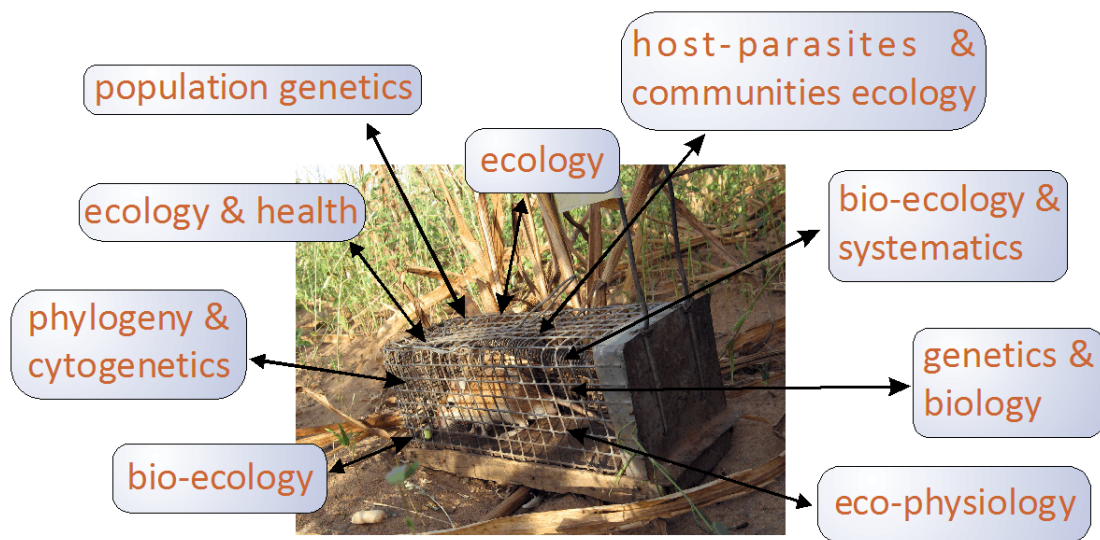 host-parasites &
communities ecology
population genetics
ecology
ecology & health
bio-ecology &
systematics
phylogeny &
cytogenetics
genetics &
biology
bio-ecology
eco-physiology